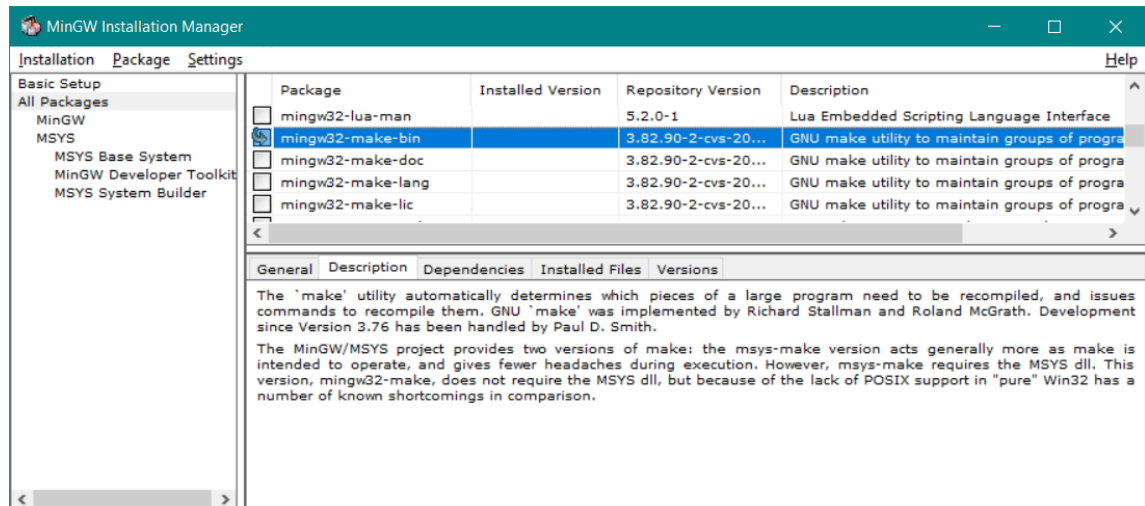 MinGW Installation Manager
Installation Package Settings Help
Basic Setup
All Packages
MinGW
MSYS
MSYS Base System
MinGW Developer Toolkit
MSYS System Builder
Package Installed Version Repository Version Description
mingw32-lua-man 5.2.0-1 Lua Embedded Scripting Language Interface
mingw32-make-bin 3.82.90-2-cvs-20... GNU make utility to maintain groups of progra
mingw32-make-doc 3.82.90-2-cvs-20... GNU make utility to maintain groups of progra
mingw32-make-lang 3.82.90-2-cvs-20... GNU make utility to maintain groups of progra
mingw32-make-lic 3.82.90-2-cvs-20... GNU make utility to maintain groups of progra
General Description Dependencies Installed Files Versions
The `make' utility automatically determines which pieces of a large program need to be recompiled, and issues
commands to recompile them. GNU `make' was implemented by Richard Stallman and Roland McGrath. Development
since Version 3.76 has been handled by Paul D. Smith.
The MinGW/MSYS project provides two versions of make: the msys-make version acts generally more as make is
intended to operate, and gives fewer headaches during execution. However, msys-make requires the MSYS dll. This
version, mingw32-make, does not require the MSYS dll, but because of the lack of POSIX support in "pure" Win32 has a
number of known shortcomings in comparison.